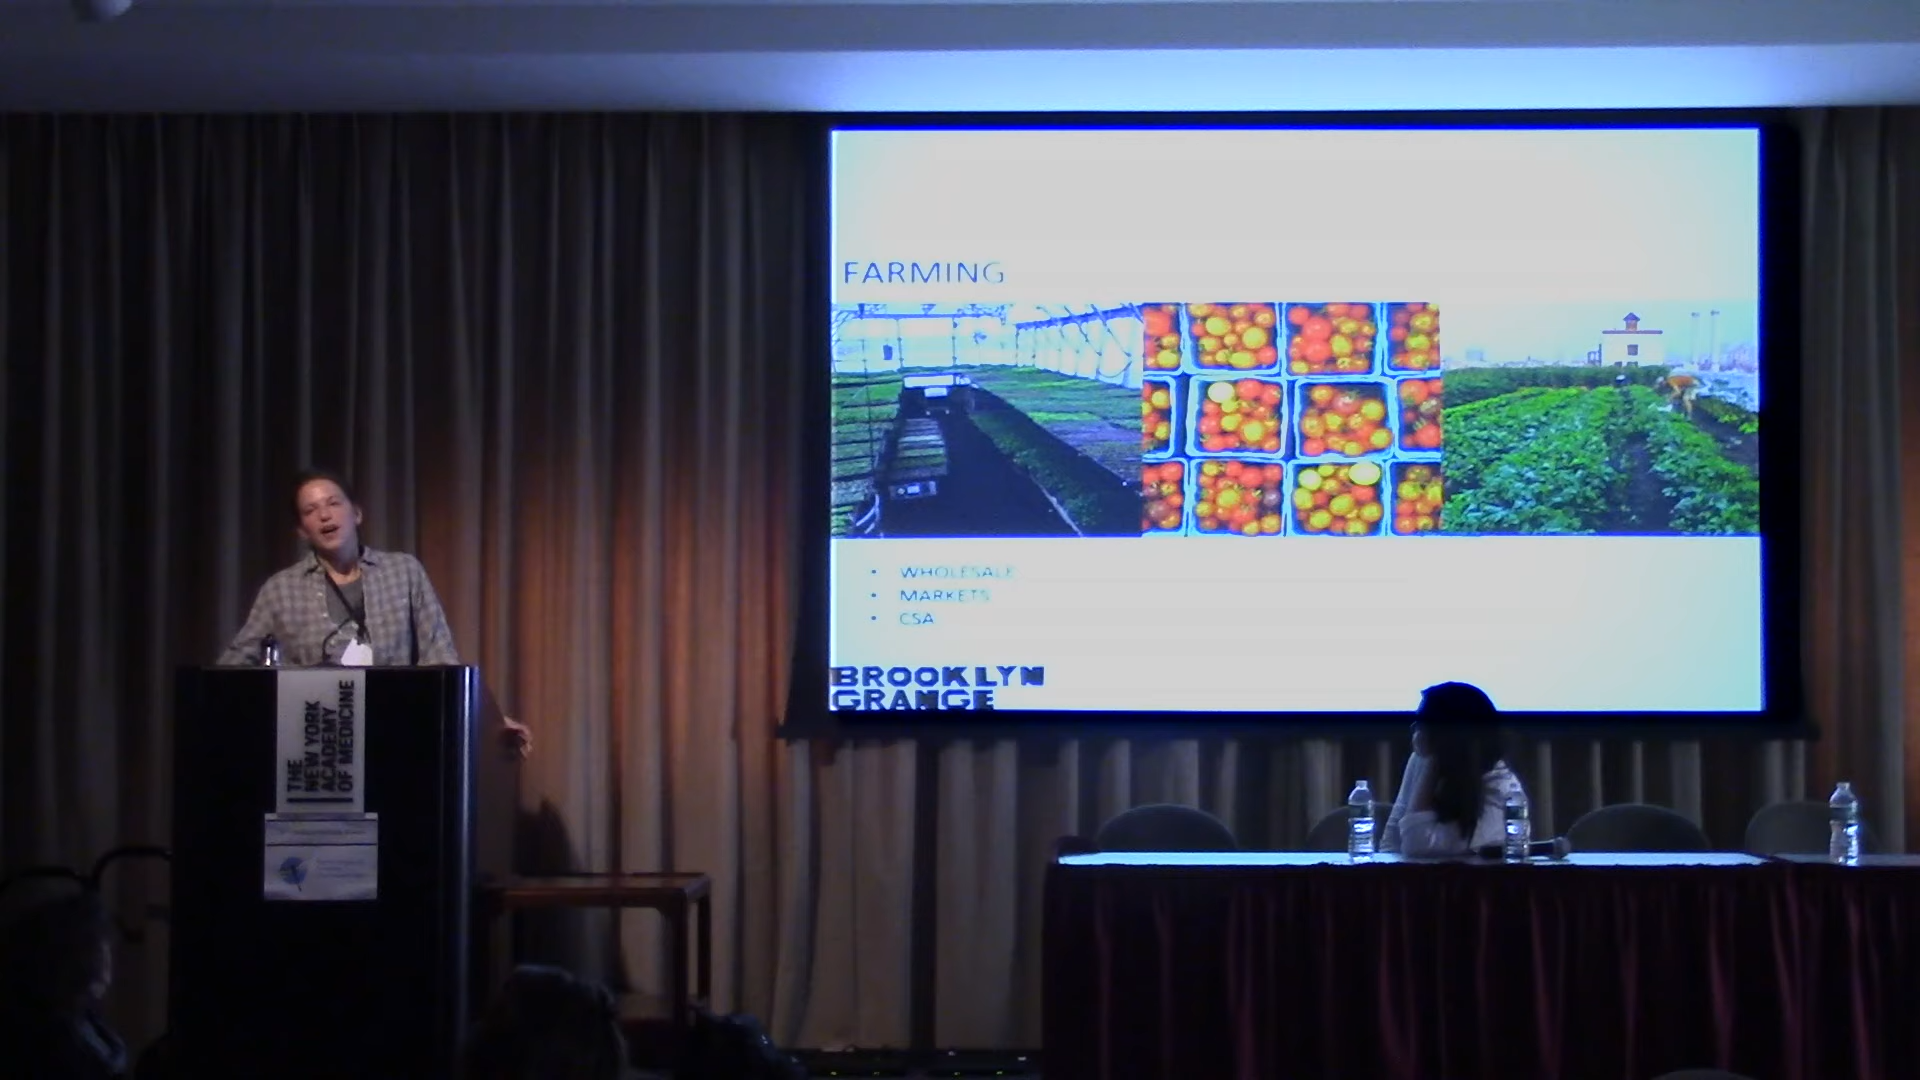 FARMING
• WHOLESALE
• MARKETS
• CSA
BROOKLYN
GRANGE
THE
NEW YORK
ACADEMY
OF MEDICINE